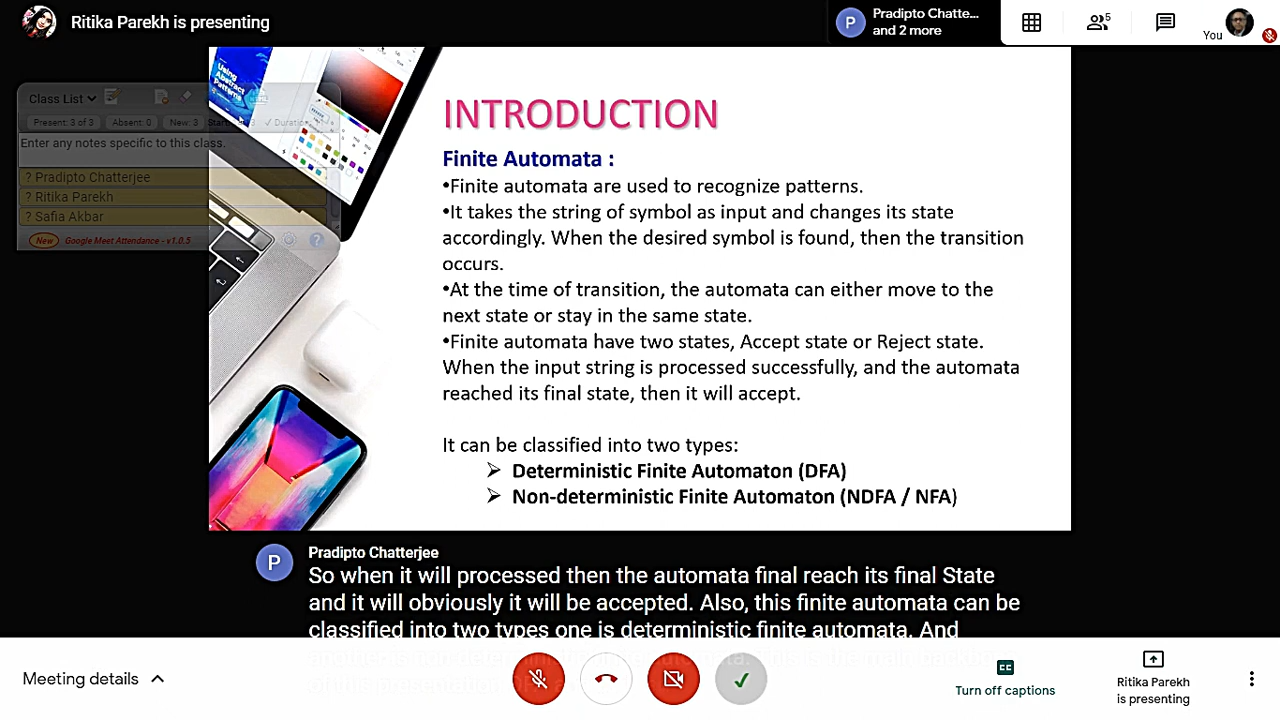 Ritika Parekh is presenting
P
Pradipto Chatte...
and 2 more
5
You
Using
Abstract
Patterns
Class List
Present: 3 of 3
Absent: 0
New: 3
Enter any notes specific to this class.
? Pradipto Chatterjee
? Ritika Parekh
? Safia Akbar
New
Google Meet Attendance - v1.0.5
?
INTRODUCTION
Finite Automata :
•Finite automata are used to recognize patterns.
•It takes the string of symbol as input and changes its state
accordingly. When the desired symbol is found, then the transition
occurs.
•At the time of transition, the automata can either move to the
next state or stay in the same state.
•Finite automata have two states, Accept state or Reject state.
When the input string is processed successfully, and the automata
reached its final state, then it will accept.
It can be classified into two types:
➢ Deterministic Finite Automaton (DFA)
➢ Non-deterministic Finite Automaton (NDFA / NFA)
P
Pradipto Chatterjee
So when it will processed then the automata final reach its final State
and it will obviously it will be accepted. Also, this finite automata can be
classified into two types one is deterministic finite automata. And
Meeting details
CC
Turn off captions
Ritika Parekh
is presenting